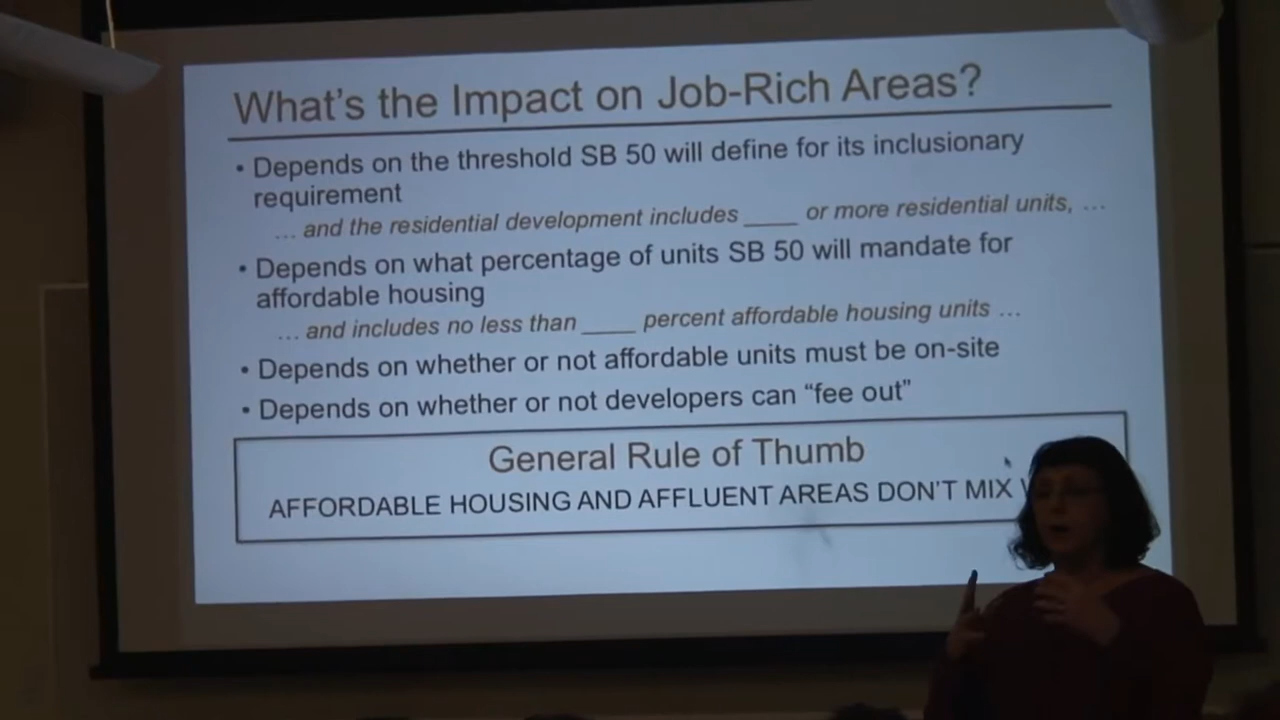 What's the Impact on Job-Rich Areas?
• Depends on the threshold SB 50 will define for its inclusionary
requirement
… and the residential development includes ____ or more residential units, …
• Depends on what percentage of units SB 50 will mandate for
affordable housing
… and includes no less than ____ percent affordable housing units …
• Depends on whether or not affordable units must be on-site
• Depends on whether or not developers can “fee out”
General Rule of Thumb
AFFORDABLE HOUSING AND AFFLUENT AREAS DON'T MIX